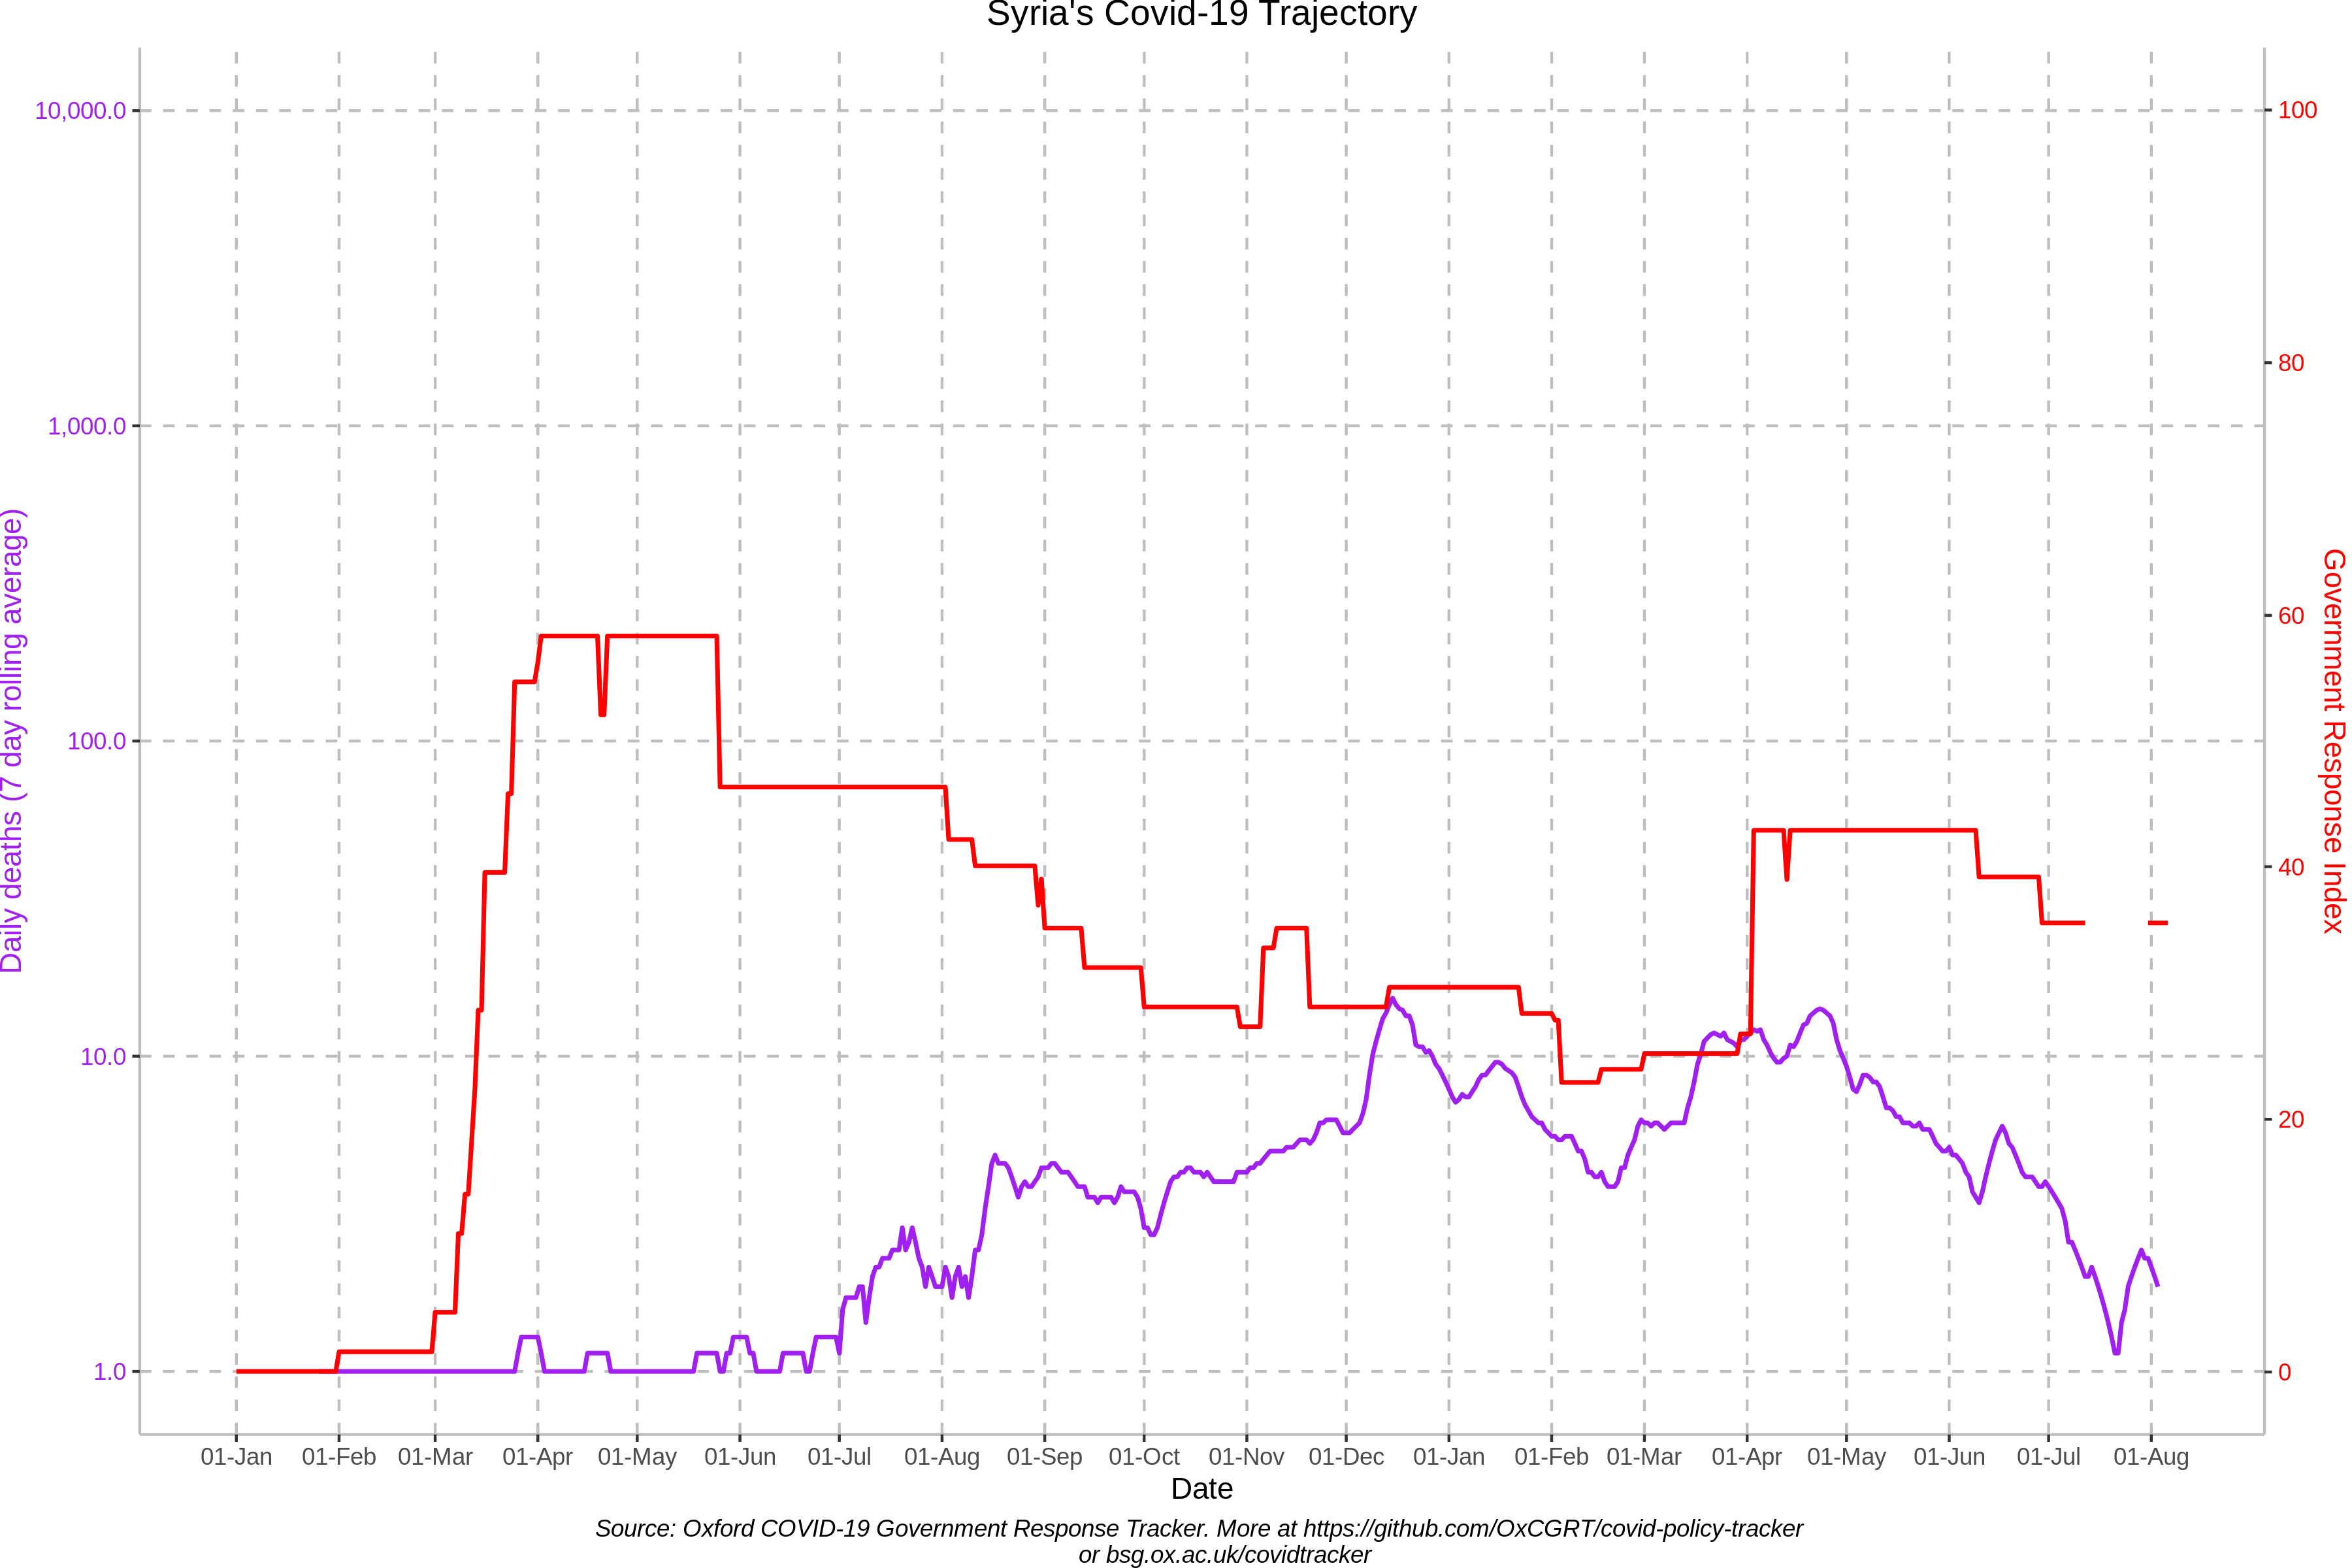 Syria's Covid-19 Trajectory
10,000.0
1,000.0
100.0
10.0
1.0
Daily deaths (7 day rolling average)
100
80
60
40
20
0
Government Response Index
01-Jan 01-Feb 01-Mar 01-Apr 01-May 01-Jun 01-Jul 01-Aug 01-Sep 01-Oct 01-Nov 01-Dec 01-Jan 01-Feb 01-Mar 01-Apr 01-May 01-Jun 01-Jul 01-Aug
Date
Source: Oxford COVID-19 Government Response Tracker. More at https://github.com/OxCGRT/covid-policy-tracker
or bsg.ox.ac.uk/covidtracker